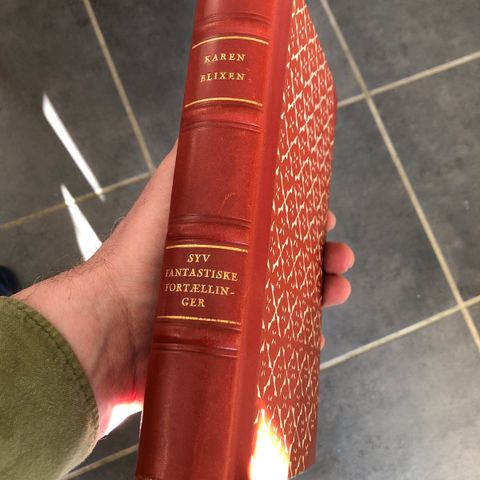 KAREN
BLIXEN
SYV
FANTASTISKE
FORTÆLLIN-
GER